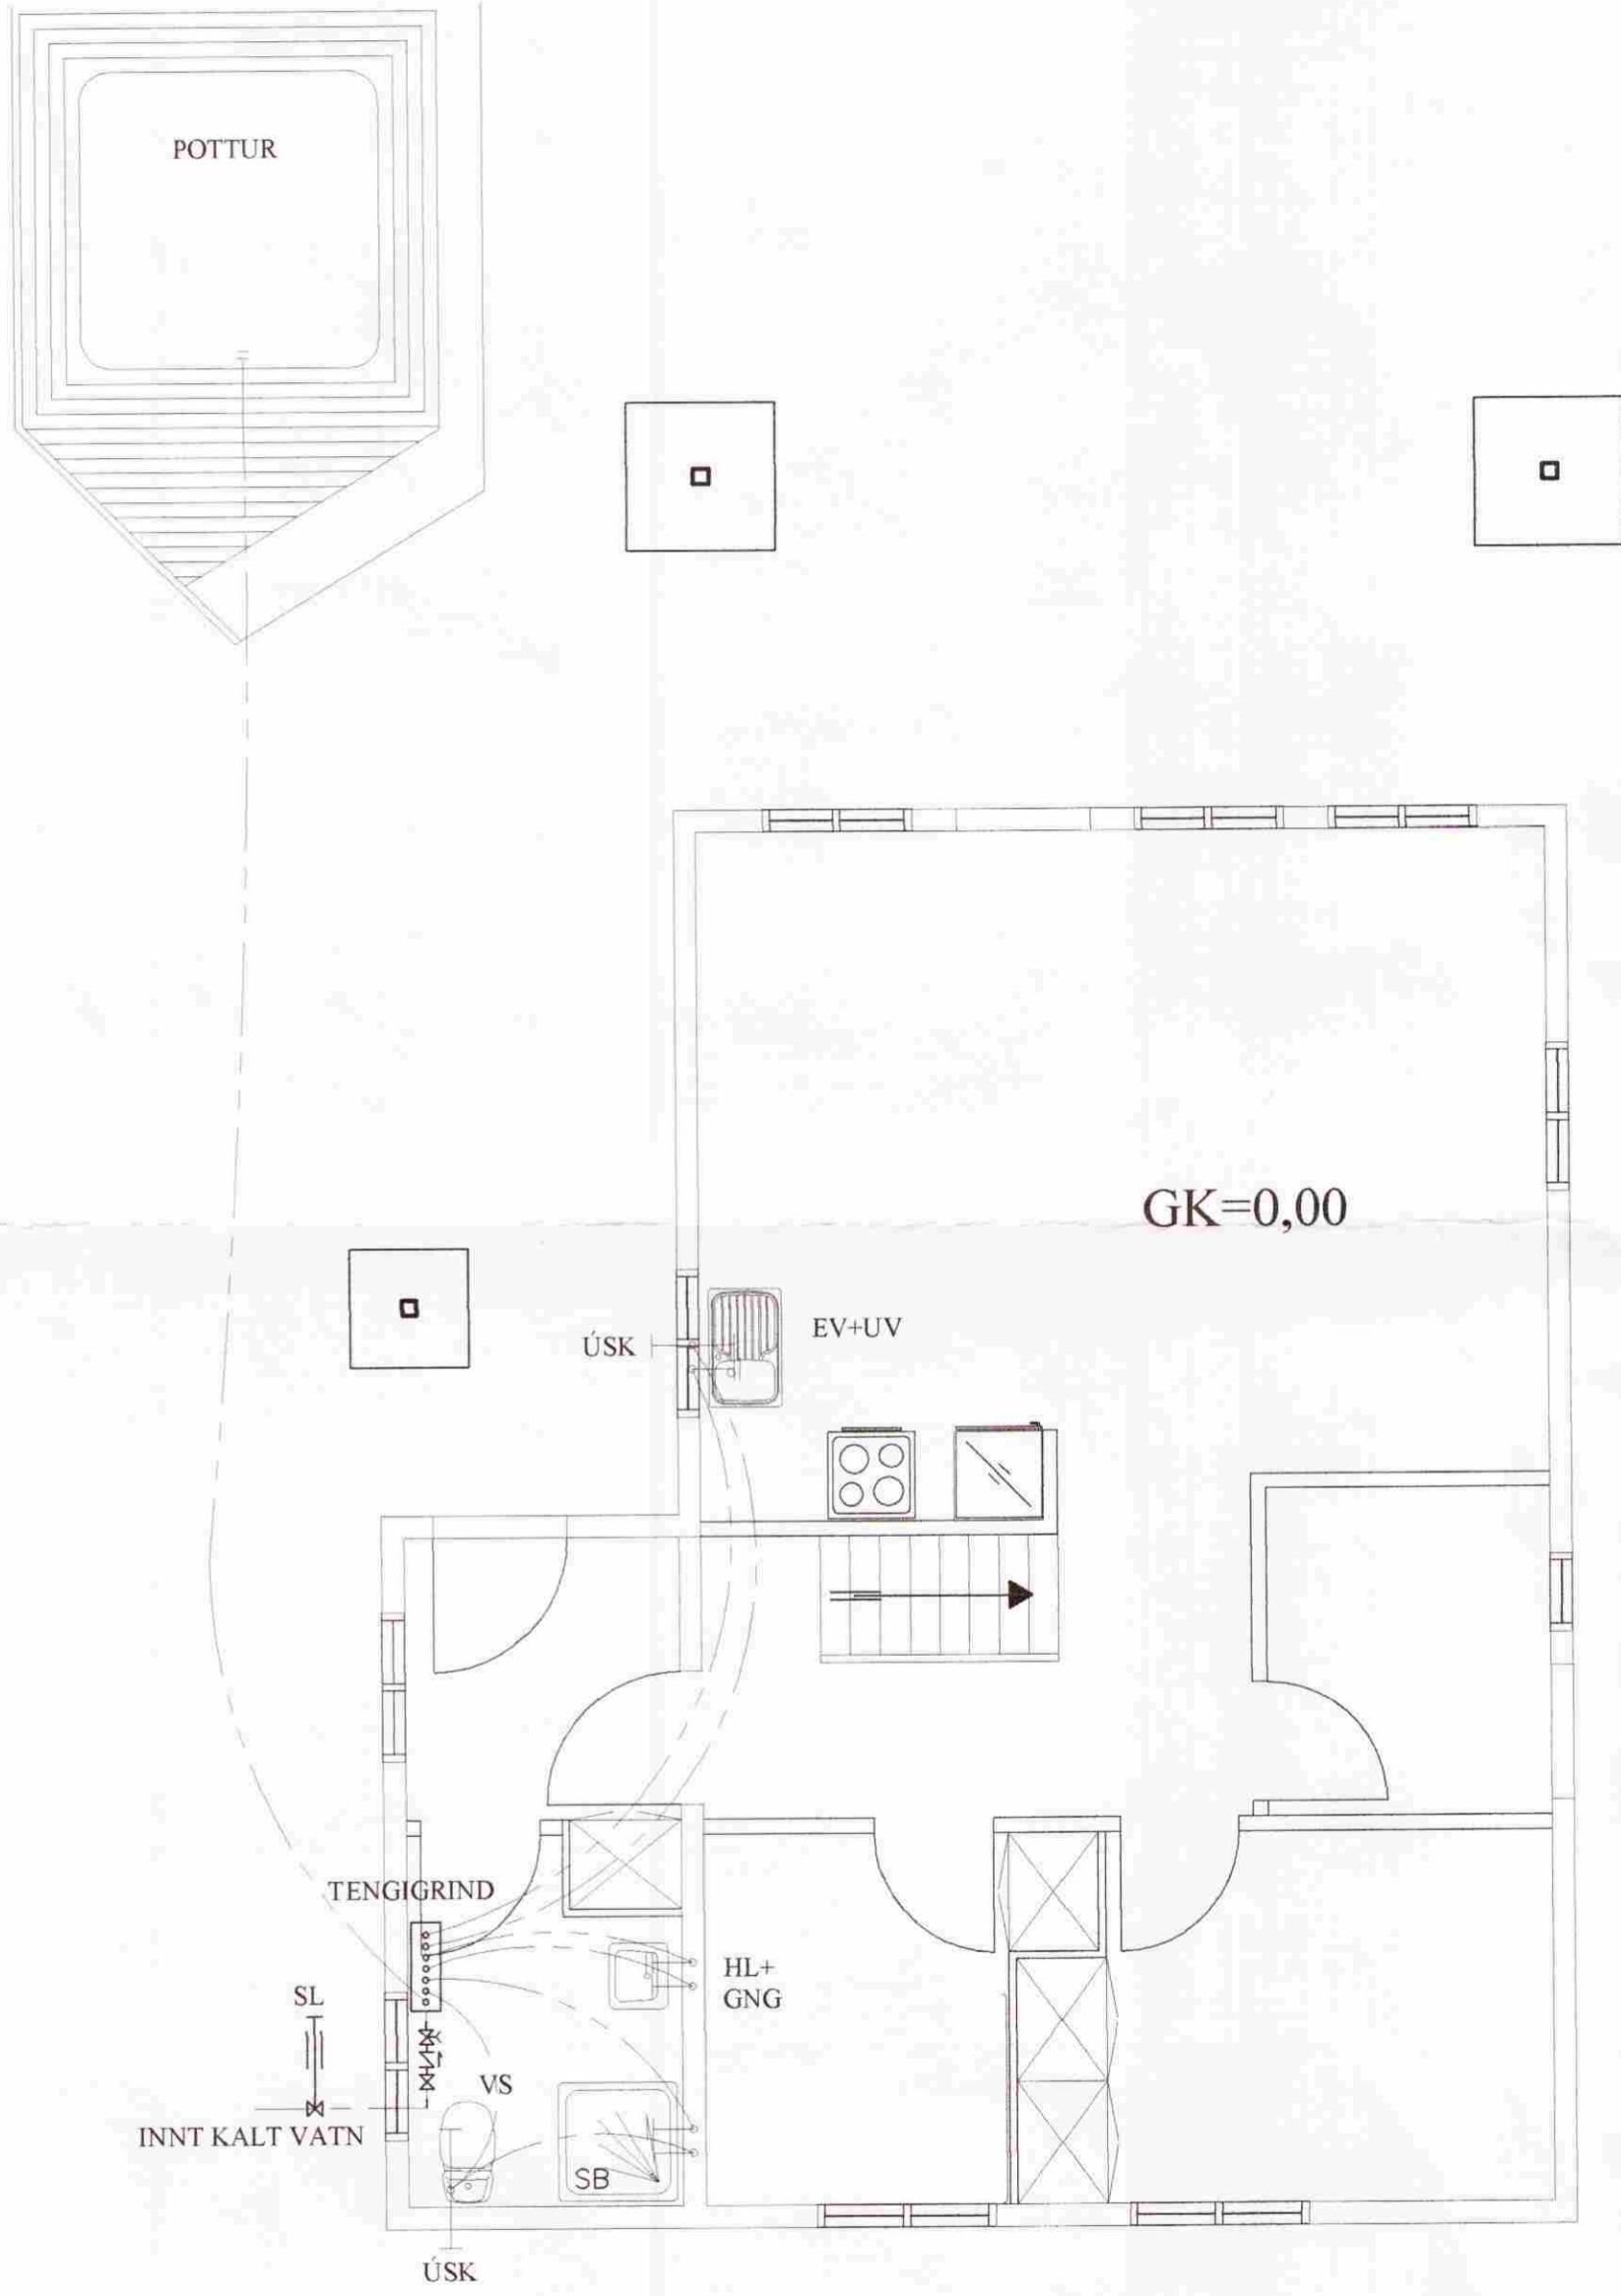 POTTUR
GK=0,00
EV+UV
ÚSK
TENGIGRIND
HL+
GNG
SL
VS
INNT KALT VATN
SB
ÚSK